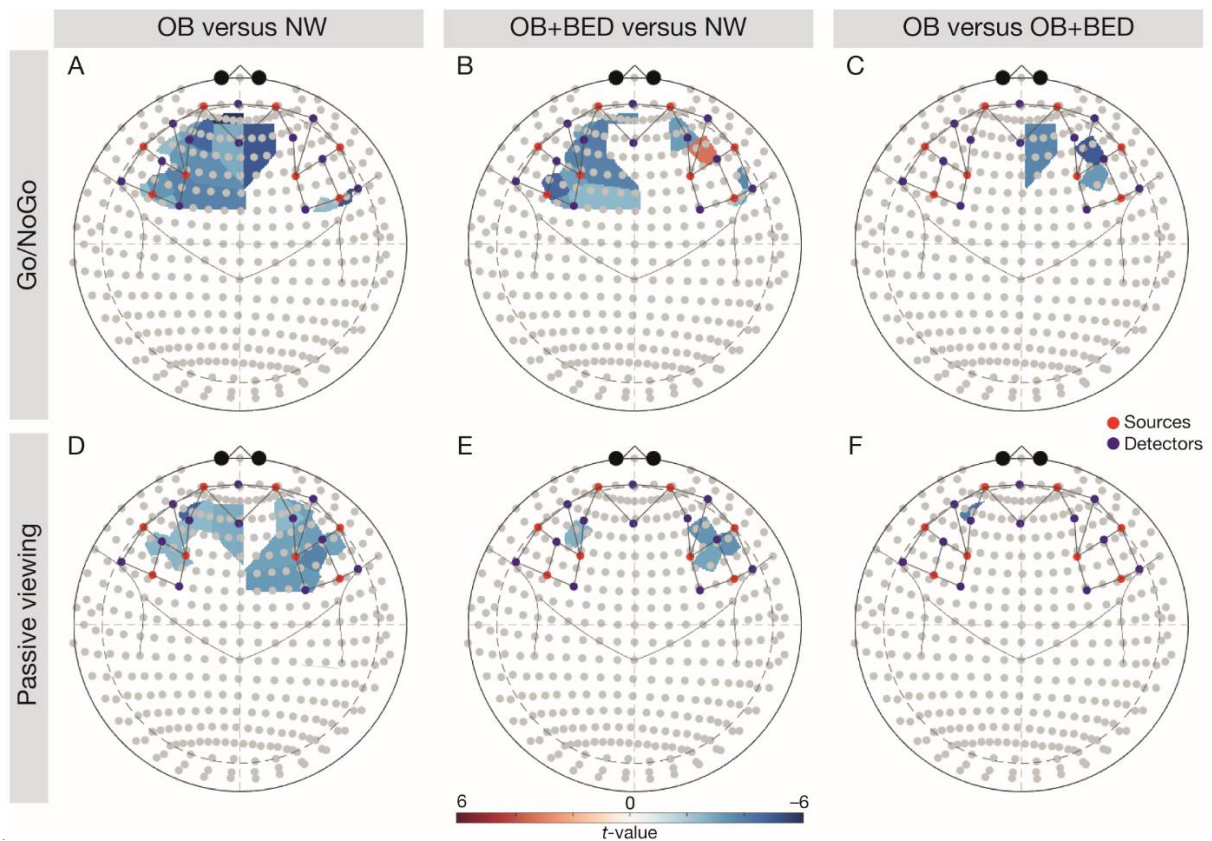 OB versus NW
OB+BED versus NW
OB versus OB+BED
Go/NoGo
A
B
C
Sources
Detectors
Passive viewing
D
E
F
6
0
–6
t-value